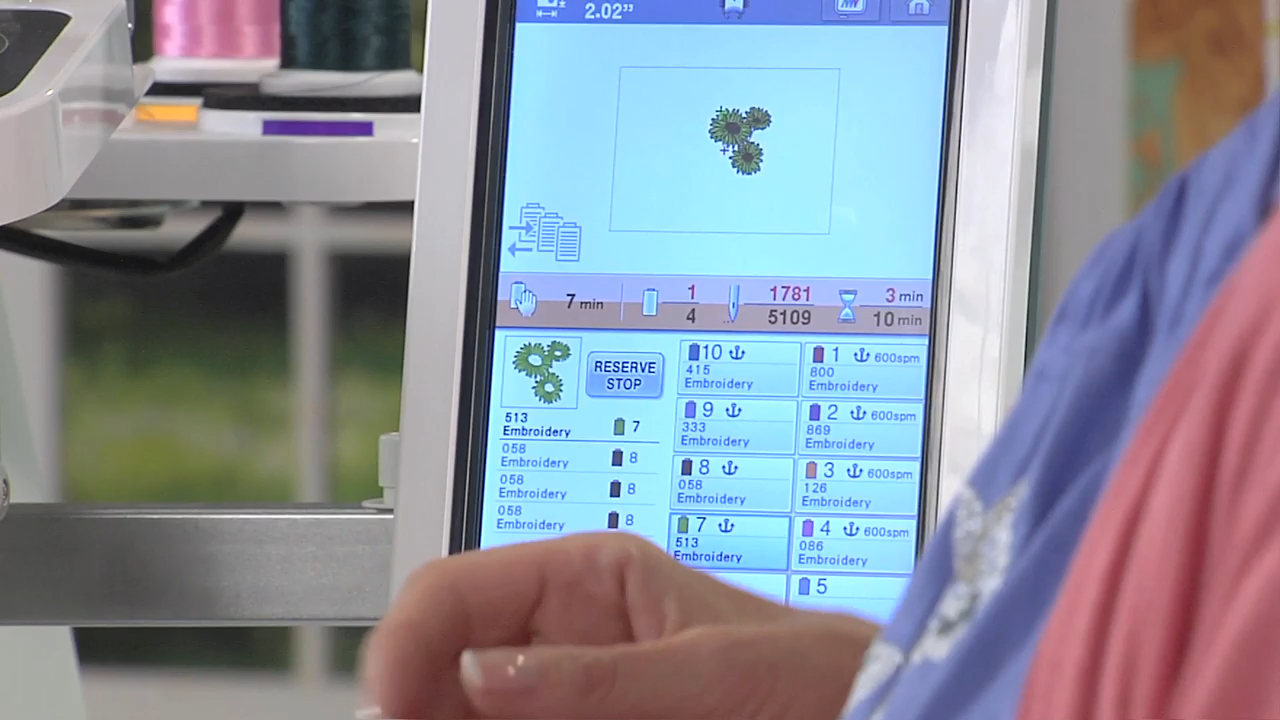 2.02"
7 min
1
4
1781
5109
3 min
10 min
RESERVE
STOP
513
Embroidery
7
058
Embroidery
8
058
Embroidery
8
058
Embroidery
8
10
415
Embroidery
1 600spm
800
Embroidery
9
333
Embroidery
2 600spm
869
Embroidery
8
058
Embroidery
3 600spm
126
Embroidery
7
513
Embroidery
4 600spm
086
Embroidery
5